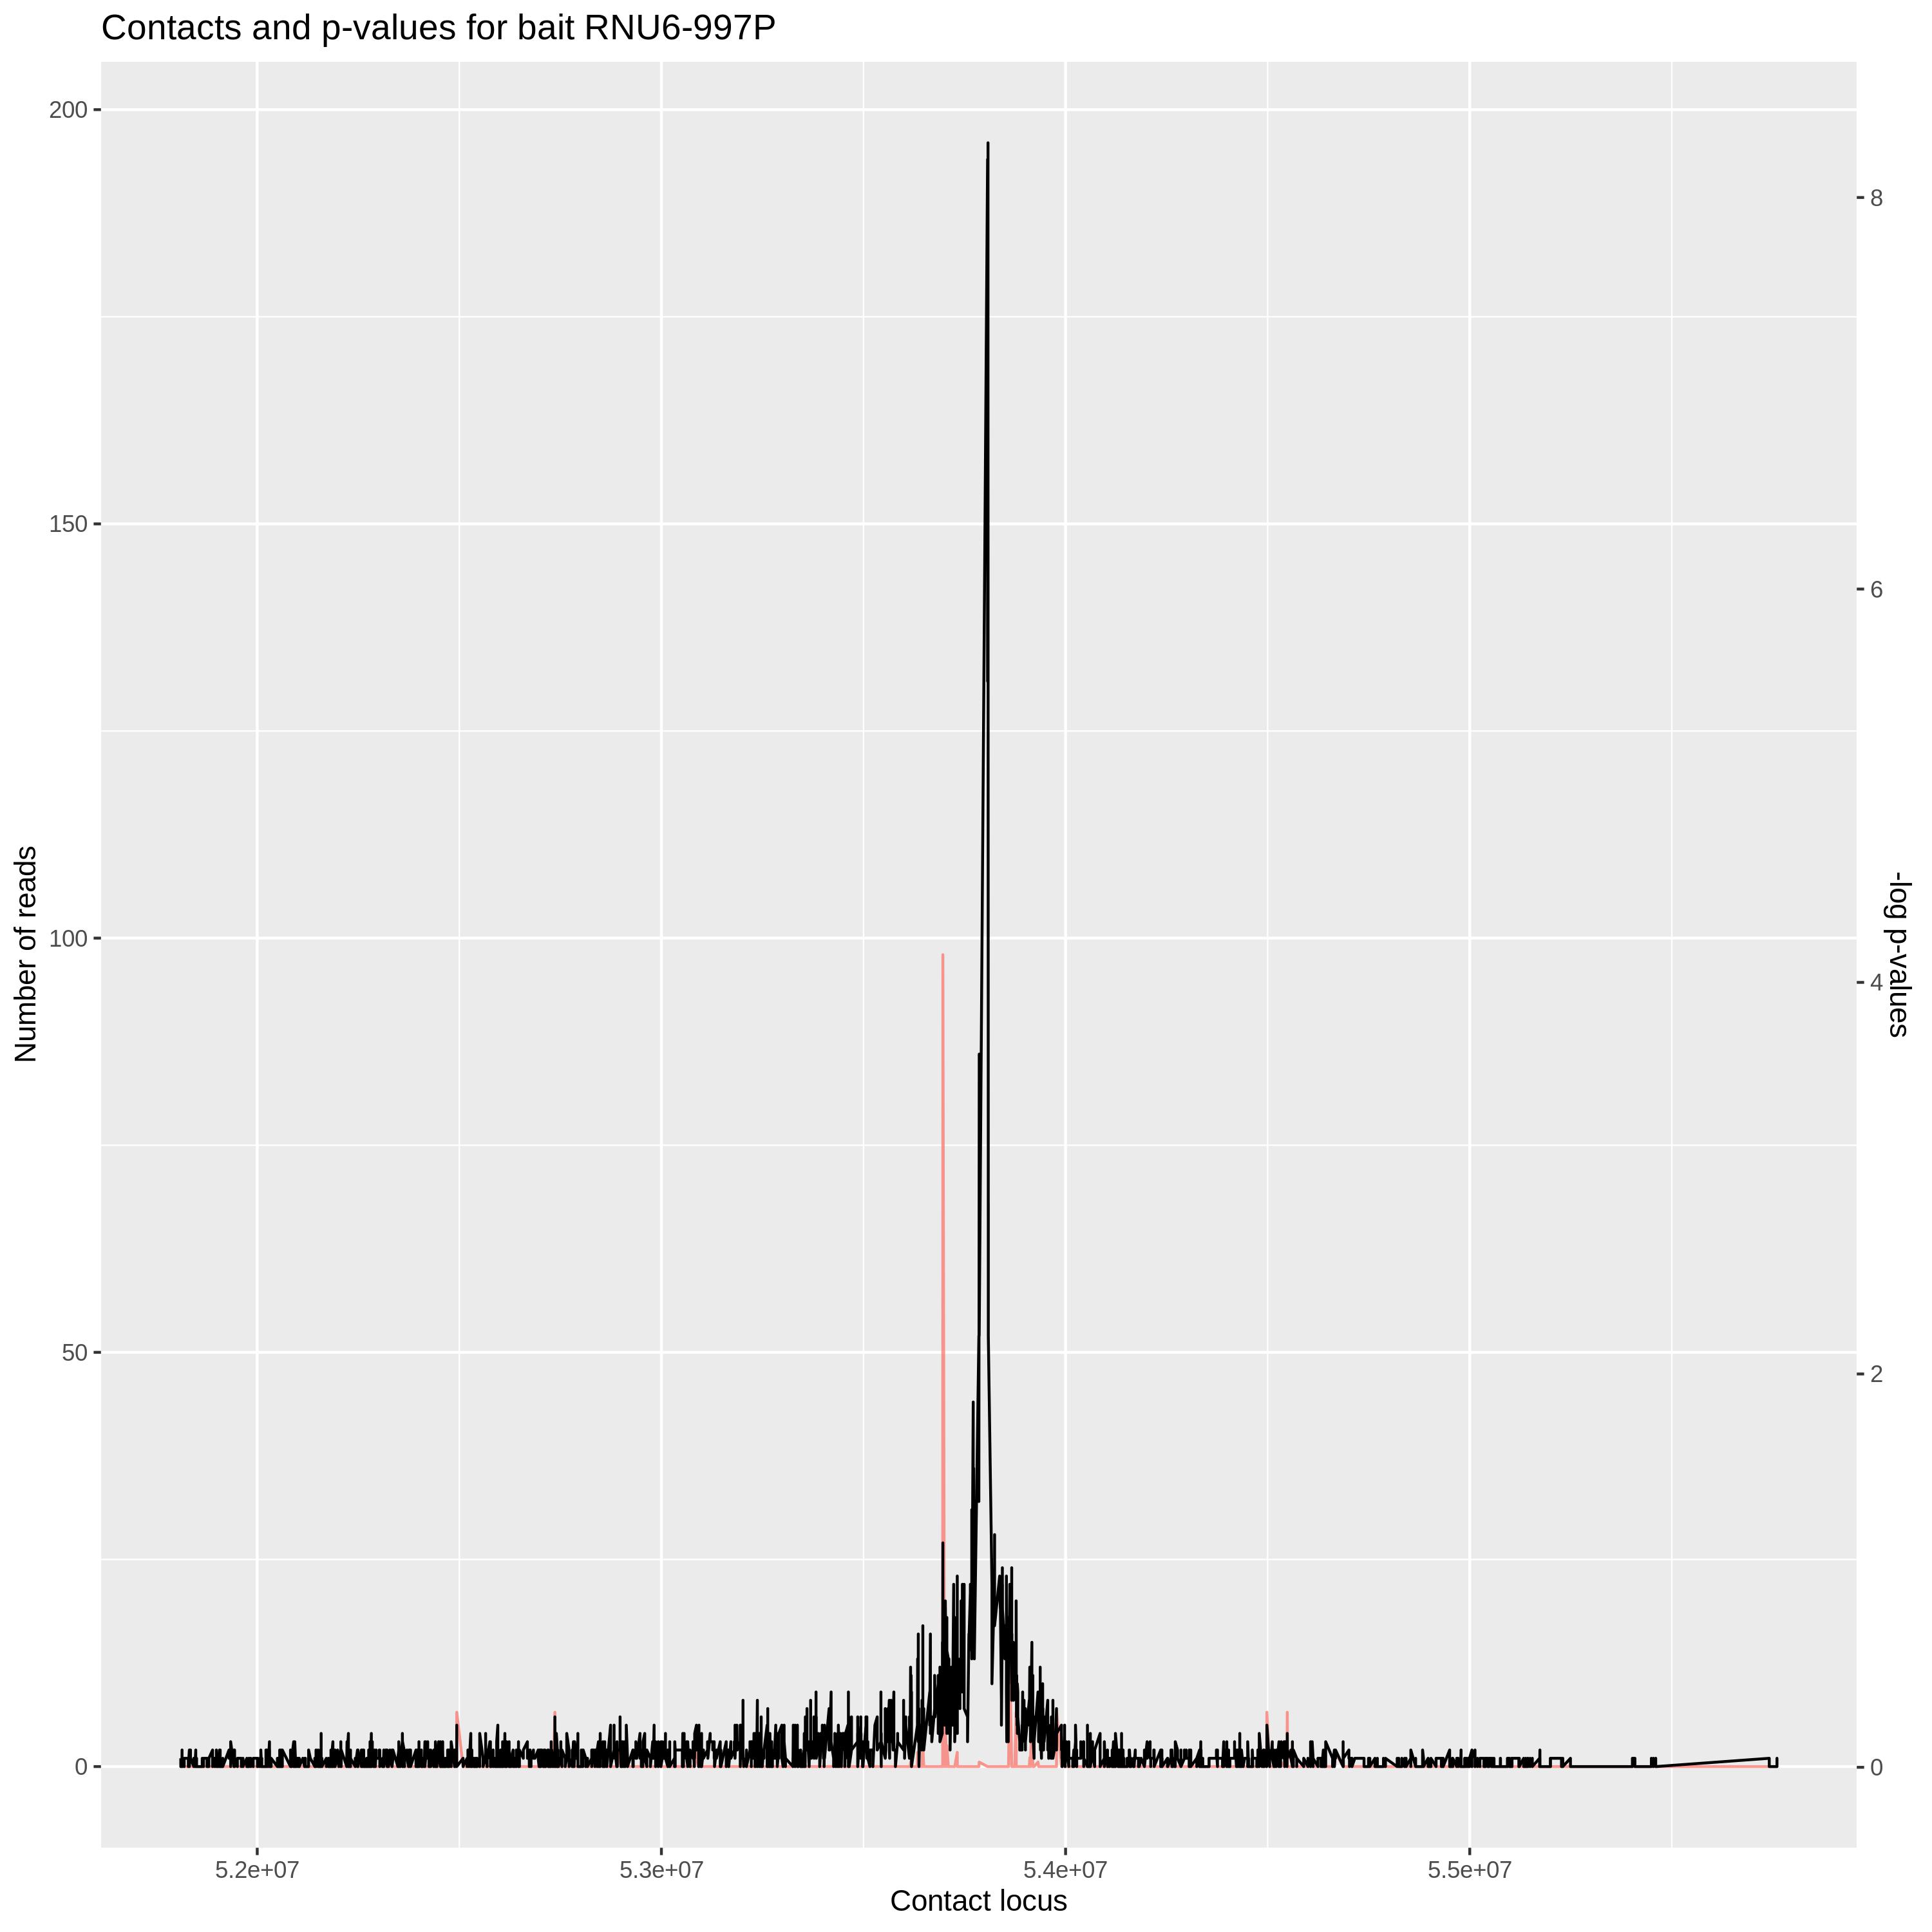 Contacts and p-values for bait RNU6-997P
200
150
100
50
0
Number of reads
8
6
4
2
0
-log p-values
5.2e+07
5.3e+07
5.4e+07
5.5e+07
Contact locus